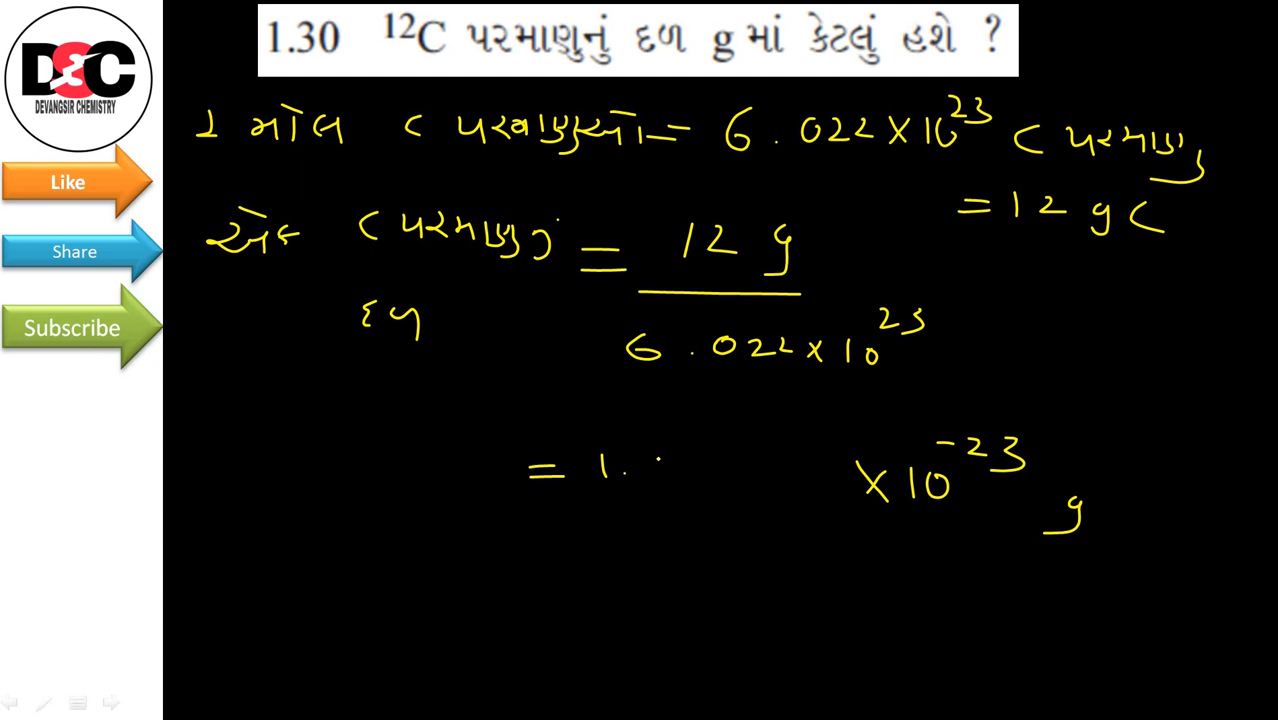 DEC
DEVANGSIR CHEMISTRY
1.30 ¹²C પરમાણુનું દળ g માં કેટલું હશે ?
1 મોલ C પરમાણુઓ = 6.022 X 10²³ C પરમાણુ
= 12 g C
Like
એક C પરમાણુનું = 12 g
Share
દળ
6.022 x 10²³
Subscribe
= 1. X 10⁻²³ g